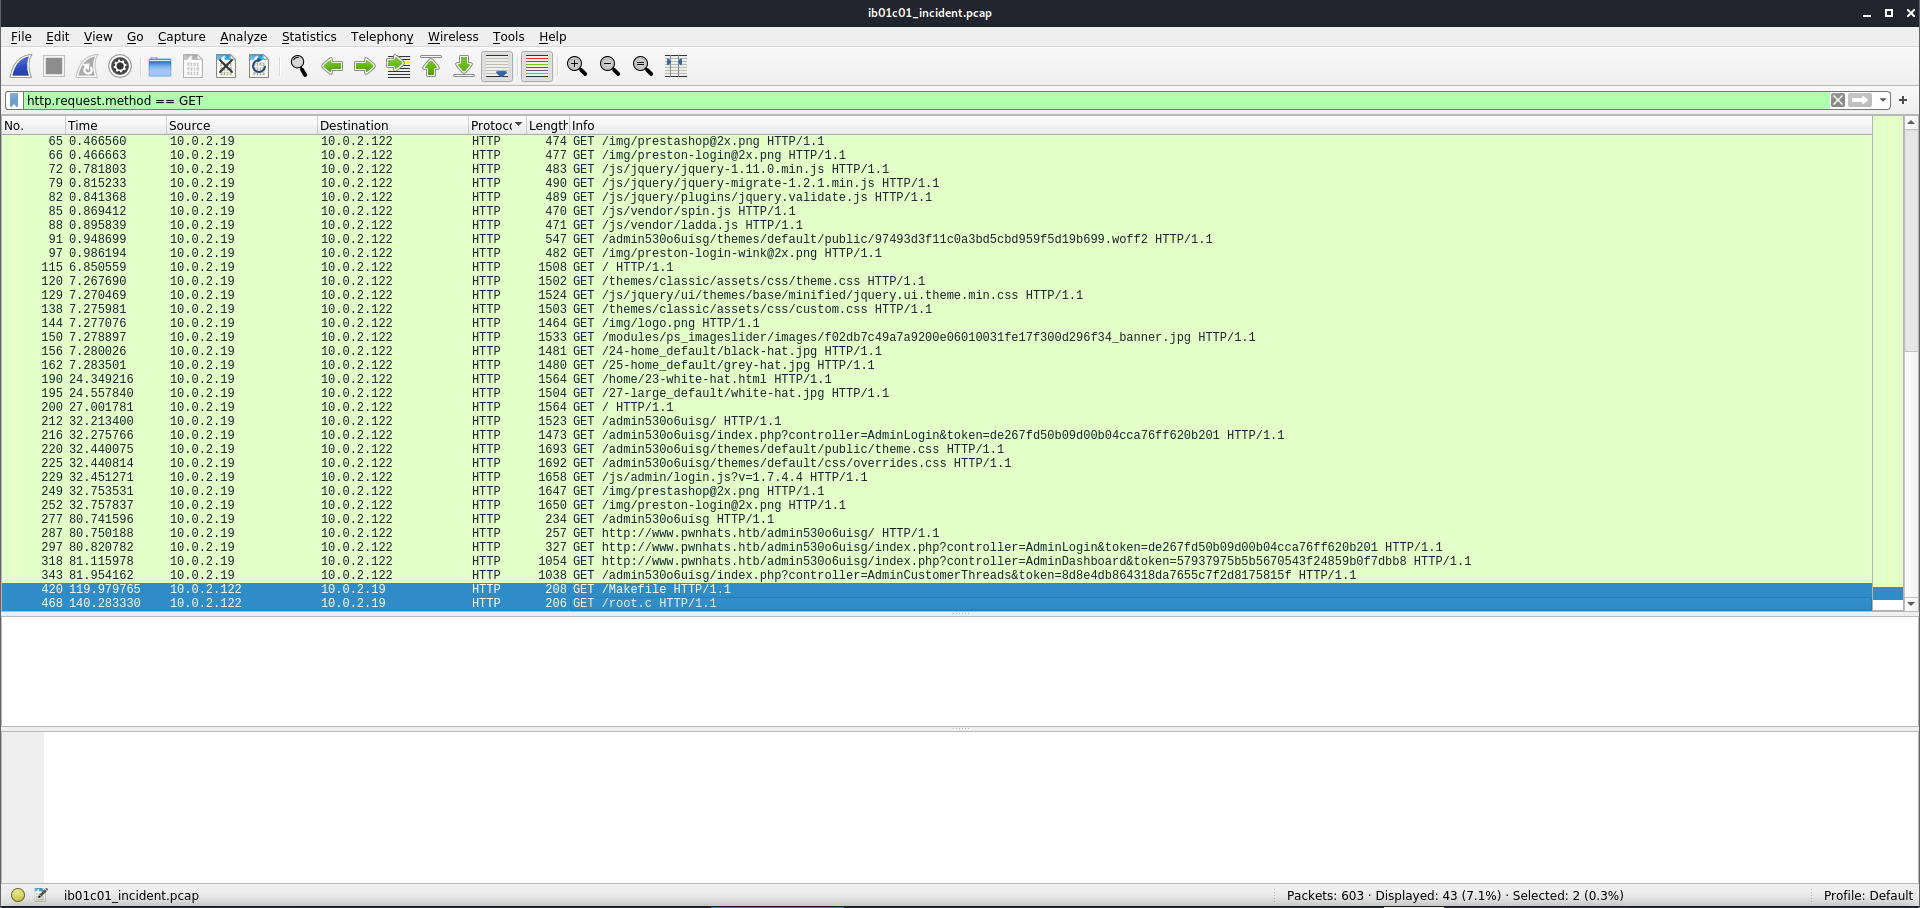 ib01c01_incident.pcap
File Edit View Go Capture Analyze Statistics Telephony Wireless Tools Help
http.request.method == GET
No. Time Source Destination Protoc Length Info
65 0.466560 10.0.2.19 10.0.2.122 HTTP 474 GET /img/prestashop@2x.png HTTP/1.1
66 0.466663 10.0.2.19 10.0.2.122 HTTP 477 GET /img/preston-login@2x.png HTTP/1.1
72 0.781803 10.0.2.19 10.0.2.122 HTTP 483 GET /js/jquery/jquery-1.11.0.min.js HTTP/1.1
79 0.815233 10.0.2.19 10.0.2.122 HTTP 490 GET /js/jquery/jquery-migrate-1.2.1.min.js HTTP/1.1
82 0.841368 10.0.2.19 10.0.2.122 HTTP 489 GET /js/jquery/plugins/jquery.validate.js HTTP/1.1
85 0.869412 10.0.2.19 10.0.2.122 HTTP 470 GET /js/vendor/spin.js HTTP/1.1
88 0.895839 10.0.2.19 10.0.2.122 HTTP 471 GET /js/vendor/ladda.js HTTP/1.1
91 0.948699 10.0.2.19 10.0.2.122 HTTP 547 GET /admin530o6uisg/themes/default/public/97493d3f11c0a3bd5cbd959f5d19b699.woff2 HTTP/1.1
97 0.986194 10.0.2.19 10.0.2.122 HTTP 482 GET /img/preston-login-wink@2x.png HTTP/1.1
115 6.850559 10.0.2.19 10.0.2.122 HTTP 1508 GET / HTTP/1.1
120 7.267690 10.0.2.19 10.0.2.122 HTTP 1502 GET /themes/classic/assets/css/theme.css HTTP/1.1
129 7.270469 10.0.2.19 10.0.2.122 HTTP 1524 GET /js/jquery/ui/themes/base/minified/jquery.ui.theme.min.css HTTP/1.1
138 7.275981 10.0.2.19 10.0.2.122 HTTP 1503 GET /themes/classic/assets/css/custom.css HTTP/1.1
144 7.277076 10.0.2.19 10.0.2.122 HTTP 1464 GET /img/logo.png HTTP/1.1
150 7.278897 10.0.2.19 10.0.2.122 HTTP 1533 GET /modules/ps_imageslider/images/f02db7c49a7a9200e06010031fe17f300d296f34_banner.jpg HTTP/1.1
156 7.280026 10.0.2.19 10.0.2.122 HTTP 1481 GET /24-home_default/black-hat.jpg HTTP/1.1
162 7.283501 10.0.2.19 10.0.2.122 HTTP 1480 GET /25-home_default/grey-hat.jpg HTTP/1.1
190 24.349216 10.0.2.19 10.0.2.122 HTTP 1564 GET /home/23-white-hat.html HTTP/1.1
195 24.557840 10.0.2.19 10.0.2.122 HTTP 1504 GET /27-large_default/white-hat.jpg HTTP/1.1
200 27.001781 10.0.2.19 10.0.2.122 HTTP 1564 GET / HTTP/1.1
212 32.213400 10.0.2.19 10.0.2.122 HTTP 1523 GET /admin530o6uisg/ HTTP/1.1
216 32.275766 10.0.2.19 10.0.2.122 HTTP 1473 GET /admin530o6uisg/index.php?controller=AdminLogin&token=de267fd50b09d00b04cca76ff620b201 HTTP/1.1
220 32.440075 10.0.2.19 10.0.2.122 HTTP 1693 GET /admin530o6uisg/themes/default/public/theme.css HTTP/1.1
225 32.440814 10.0.2.19 10.0.2.122 HTTP 1692 GET /admin530o6uisg/themes/default/css/overrides.css HTTP/1.1
229 32.451271 10.0.2.19 10.0.2.122 HTTP 1658 GET /js/admin/login.js?v=1.7.4.4 HTTP/1.1
249 32.753531 10.0.2.19 10.0.2.122 HTTP 1647 GET /img/prestashop@2x.png HTTP/1.1
252 32.757837 10.0.2.19 10.0.2.122 HTTP 1650 GET /img/preston-login@2x.png HTTP/1.1
277 80.741596 10.0.2.19 10.0.2.122 HTTP 234 GET /admin530o6uisg HTTP/1.1
287 80.750188 10.0.2.19 10.0.2.122 HTTP 257 GET http://www.pwnhats.htb/admin530o6uisg/ HTTP/1.1
297 80.820782 10.0.2.19 10.0.2.122 HTTP 327 GET http://www.pwnhats.htb/admin530o6uisg/index.php?controller=AdminLogin&token=de267fd50b09d00b04cca76ff620b201 HTTP/1.1
318 81.115978 10.0.2.19 10.0.2.122 HTTP 1054 GET http://www.pwnhats.htb/admin530o6uisg/index.php?controller=AdminDashboard&token=57937975b5b5670543f24859b0f7dbb8 HTTP/1.1
343 81.954162 10.0.2.19 10.0.2.122 HTTP 1038 GET /admin530o6uisg/index.php?controller=AdminCustomerThreads&token=8d8e4db864318da7655c7f2d8175815f HTTP/1.1
420 119.979765 10.0.2.122 10.0.2.19 HTTP 208 GET /Makefile HTTP/1.1
468 140.283330 10.0.2.122 10.0.2.19 HTTP 206 GET /root.c HTTP/1.1
ib01c01_incident.pcap Packets: 603 · Displayed: 43 (7.1%) · Selected: 2 (0.3%) Profile: Default